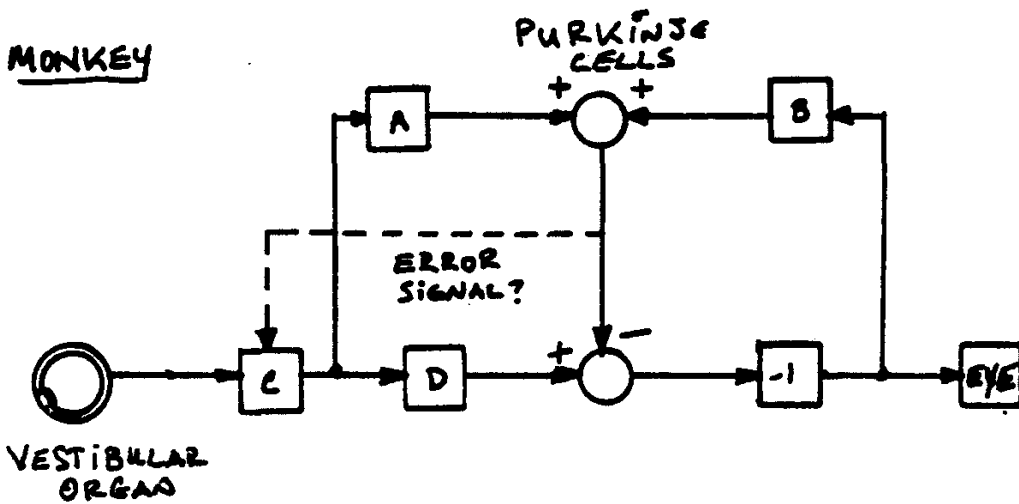 MONKEY
PURKINJE
CELLS
+ +
A
B
ERROR
SIGNAL?
C
D
+ −
-1
EYE
VESTIBULAR
ORGAN